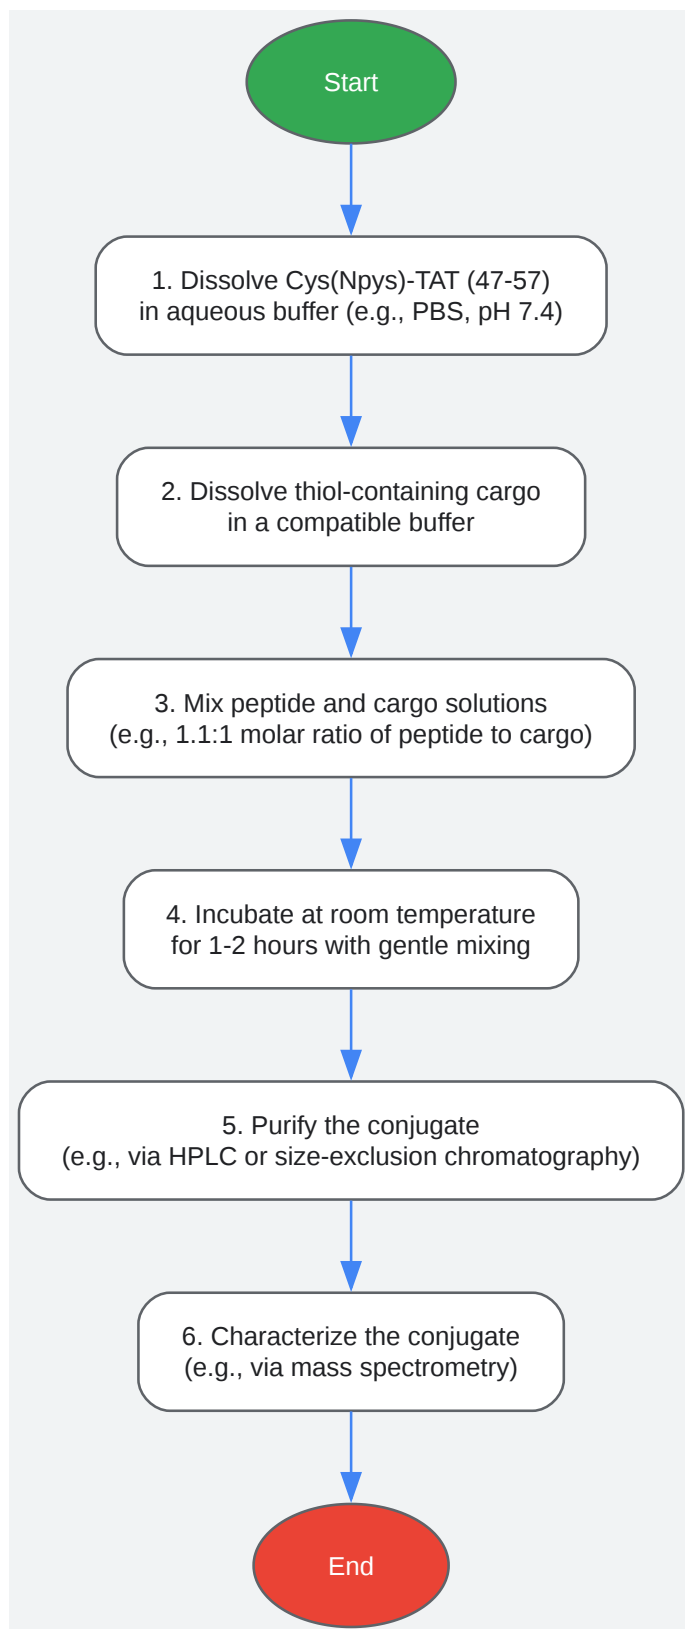 Start
1. Dissolve Cys(Npys)-TAT (47-57)
in aqueous buffer (e.g., PBS, pH 7.4)
2. Dissolve thiol-containing cargo
in a compatible buffer
3. Mix peptide and cargo solutions
(e.g., 1.1:1 molar ratio of peptide to cargo)
4. Incubate at room temperature
for 1-2 hours with gentle mixing
5. Purify the conjugate
(e.g., via HPLC or size-exclusion chromatography)
6. Characterize the conjugate
(e.g., via mass spectrometry)
End